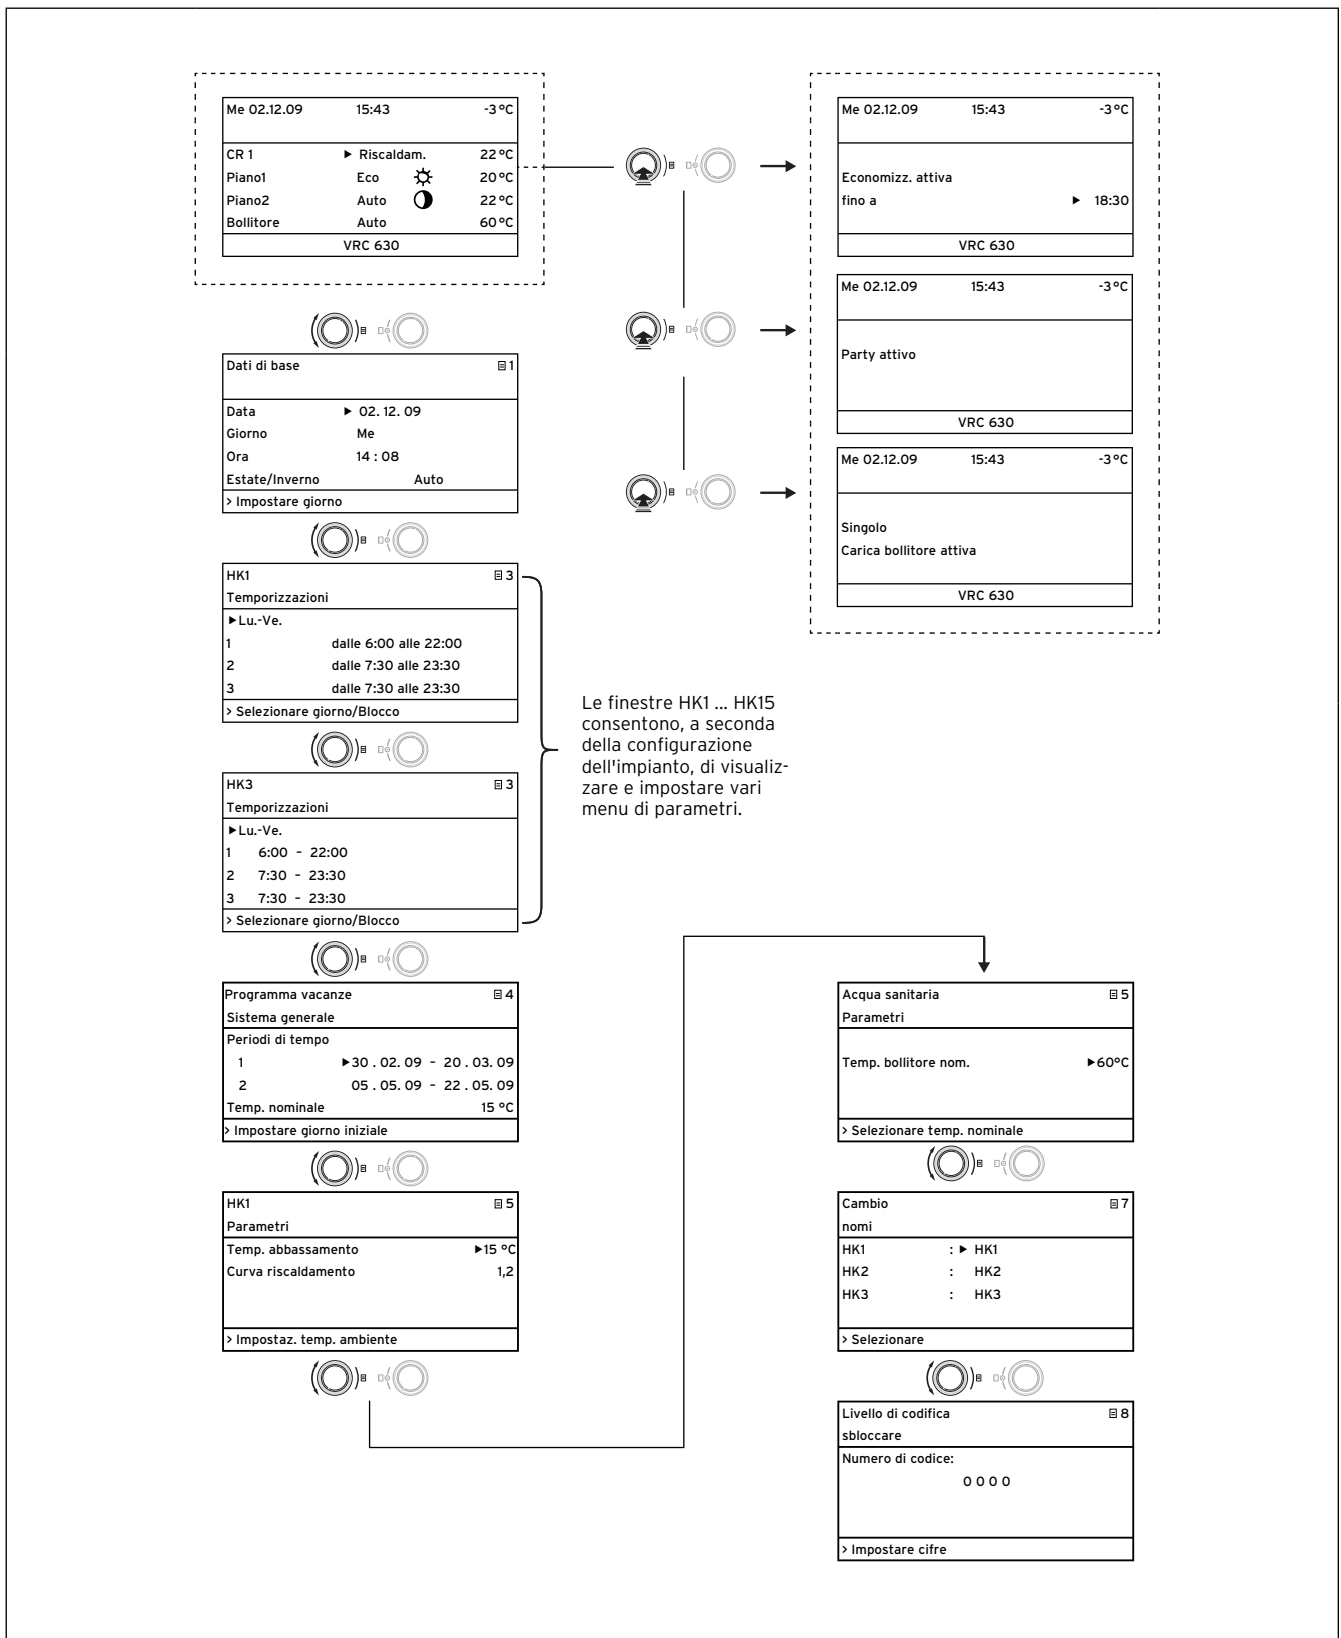 Me 02.12.09 15:43 -3 °C
CR 1 ► Riscaldam. 22 °C
Piano1 Eco 20 °C
Piano2 Auto 22 °C
Bollitore Auto 60 °C
VRC 630
Me 02.12.09 15:43 -3 °C
Economizz. attiva
fino a ► 18:30
VRC 630
Me 02.12.09 15:43 -3 °C
Party attivo
VRC 630
Me 02.12.09 15:43 -3 °C
Singolo
Carica bollitore attiva
VRC 630
Dati di base 1
Data ► 02. 12. 09
Giorno Me
Ora 14 : 08
Estate/Inverno Auto
> Impostare giorno
HK1 3
Temporizzazioni
►Lu.-Ve.
1 dalle 6:00 alle 22:00
2 dalle 7:30 alle 23:30
3 dalle 7:30 alle 23:30
> Selezionare giorno/Blocco
HK3 3
Temporizzazioni
►Lu.-Ve.
1 6:00 - 22:00
2 7:30 - 23:30
3 7:30 - 23:30
> Selezionare giorno/Blocco
Le finestre HK1 ... HK15
consentono, a seconda
della configurazione
dell'impianto, di visualiz-
zare e impostare vari
menu di parametri.
Programma vacanze 4
Sistema generale
Periodi di tempo
1 ►30 . 02. 09 - 20 . 03. 09
2 05 . 05. 09 - 22 . 05. 09
Temp. nominale 15 °C
> Impostare giorno iniziale
HK1 5
Parametri
Temp. abbassamento ►15 °C
Curva riscaldamento 1,2
> Impostaz. temp. ambiente
Acqua sanitaria 5
Parametri
Temp. bollitore nom. ►60°C
> Selezionare temp. nominale
Cambio 7
nomi
HK1 : ► HK1
HK2 : HK2
HK3 : HK3
> Selezionare
Livello di codifica 8
sbloccare
Numero di codice:
0 0 0 0
> Impostare cifre